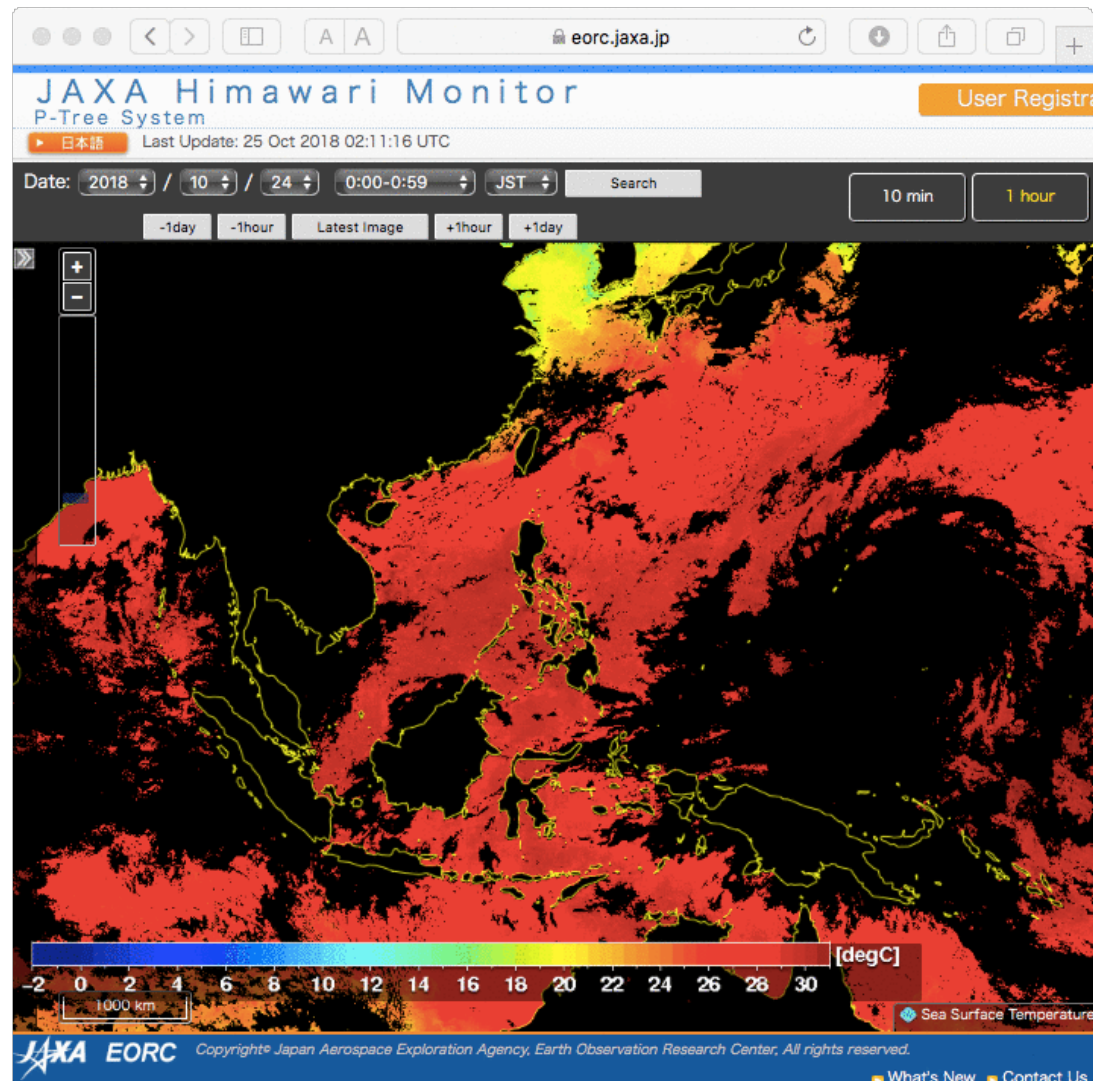 A A eorc.jaxa.jp
JAXA Himawari Monitor
P-Tree System
User Registra
日本語 Last Update: 25 Oct 2018 02:11:16 UTC
Date: 2018 / 10 / 24 0:00-0:59 JST Search 10 min 1 hour
-1day -1hour Latest Image +1hour +1day
+
-
[degC]
-2 0 2 4 6 8 10 12 14 16 18 20 22 24 26 28 30
1000 km
Sea Surface Temperature
JAXA EORC Copyright© Japan Aerospace Exploration Agency, Earth Observation Research Center, All rights reserved.
What's New Contact Us